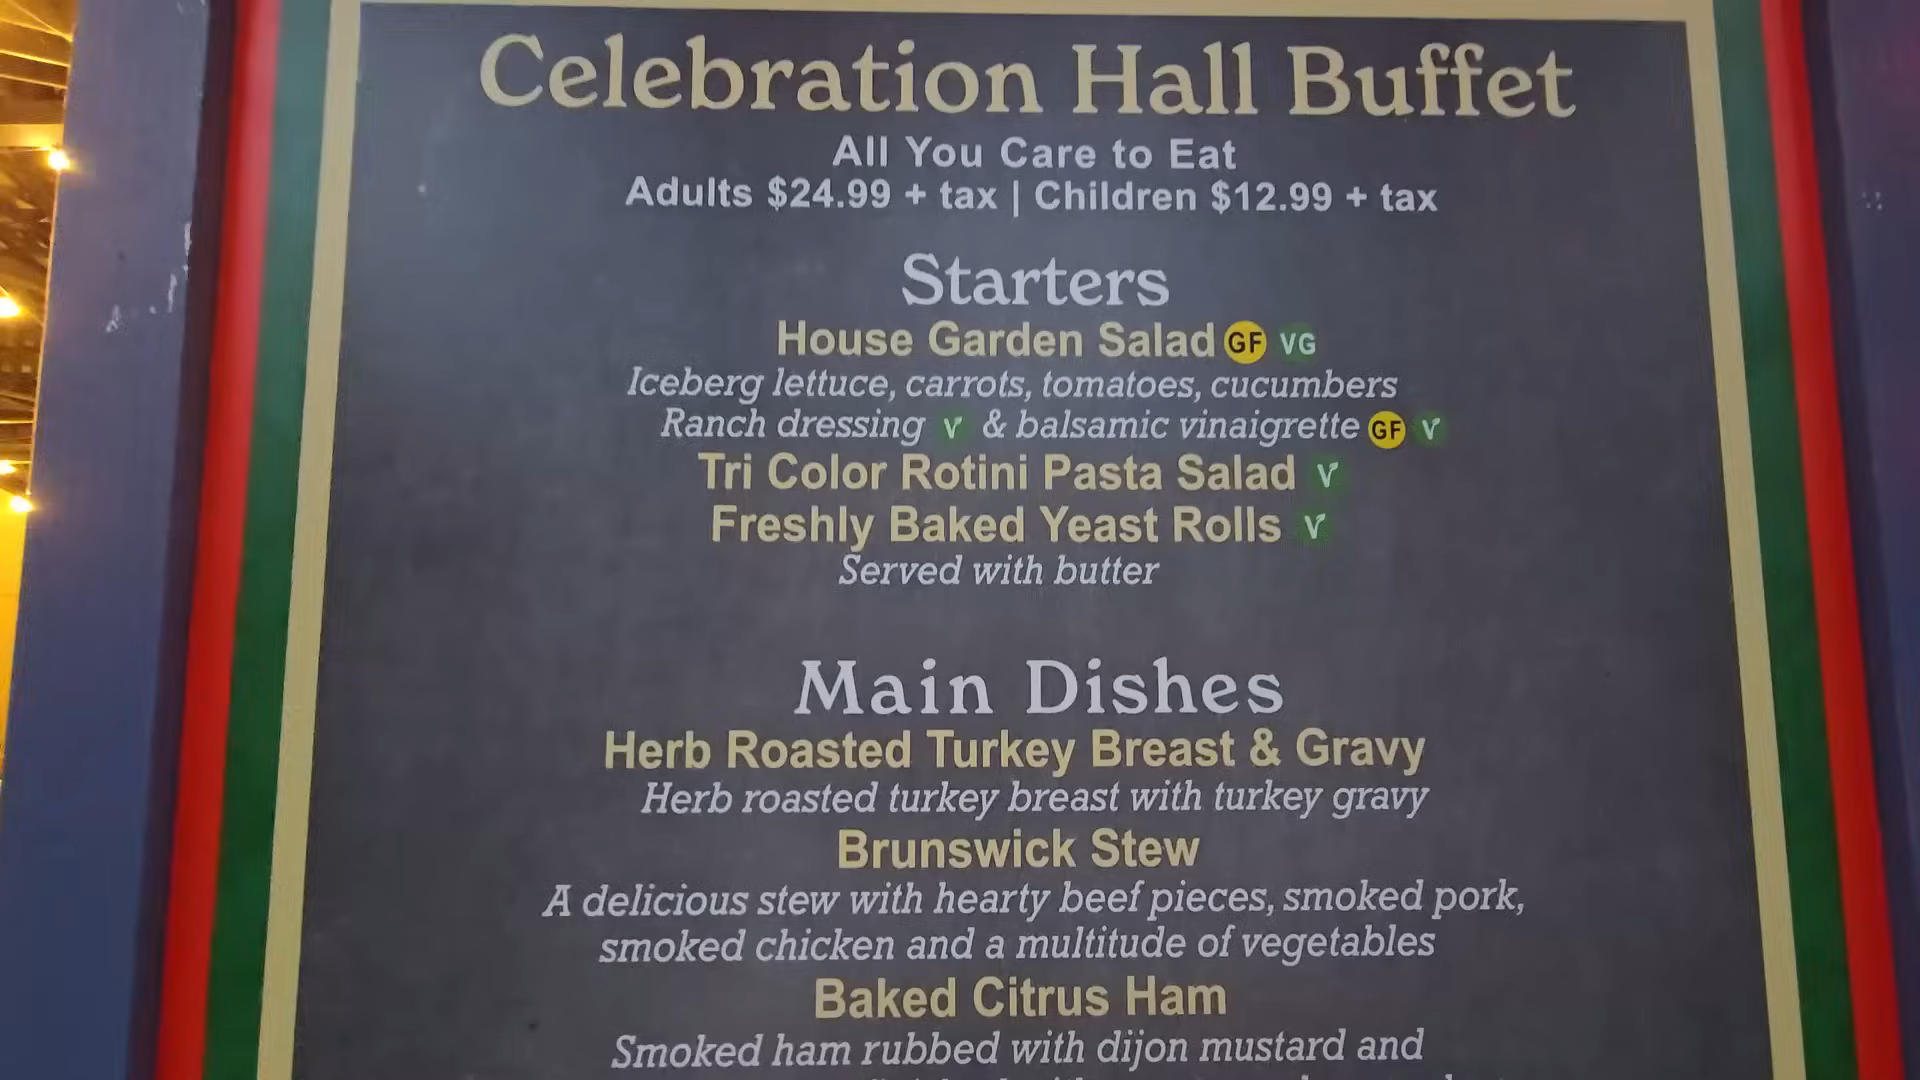 Celebration Hall Buffet
All You Care to Eat
Adults $24.99 + tax | Children $12.99 + tax
Starters
House Garden Salad GF VG
Iceberg lettuce, carrots, tomatoes, cucumbers
Ranch dressing V & balsamic vinaigrette GF V
Tri Color Rotini Pasta Salad V
Freshly Baked Yeast Rolls V
Served with butter
Main Dishes
Herb Roasted Turkey Breast & Gravy
Herb roasted turkey breast with turkey gravy
Brunswick Stew
A delicious stew with hearty beef pieces, smoked pork,
smoked chicken and a multitude of vegetables
Baked Citrus Ham
Smoked ham rubbed with dijon mustard and